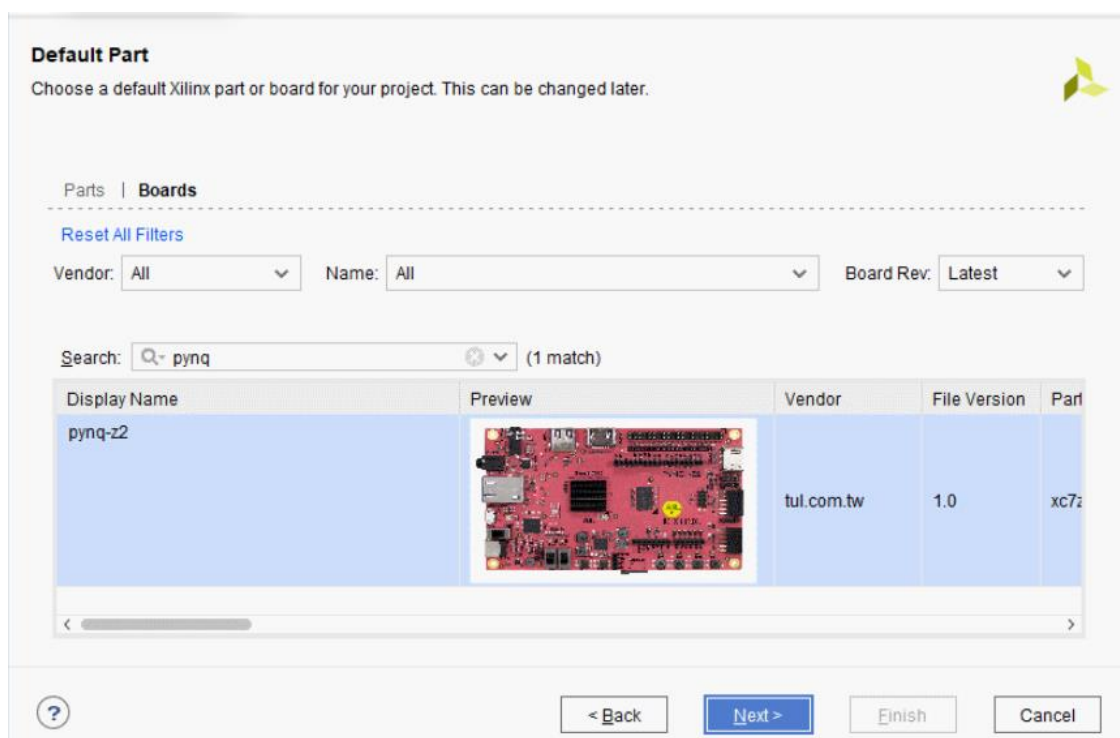 Default Part
Choose a default Xilinx part or board for your project. This can be changed later.
Parts | Boards
Reset All Filters
Vendor: All Name: All Board Rev: Latest
Search: pynq (1 match)
Display Name Preview Vendor File Version Part
pynq-z2 tul.com.tw 1.0 xc7z
? < Back Next > Finish Cancel